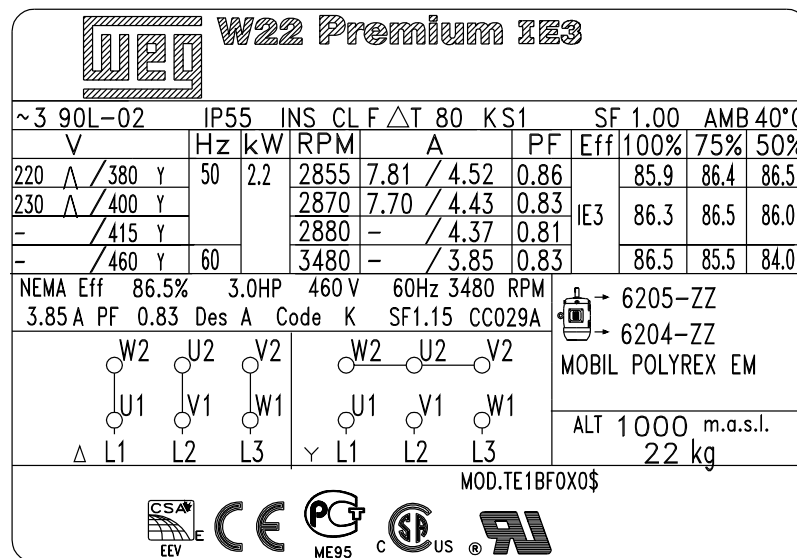 WEG W22 Premium IE3
~3 90L-02 IP55 INS CL F △T 80 K S1 SF 1.00 AMB 40°C
V Hz kW RPM A PF Eff 100% 75% 50%
220 Λ / 380 Y 50 2.2 2855 7.81 / 4.52 0.86 85.9 86.4 86.5
230 Λ / 400 Y 2870 7.70 / 4.43 0.83 IE3 86.3 86.5 86.0
- / 415 Y 2880 - / 4.37 0.81
- / 460 Y 60 3480 - / 3.85 0.83 86.5 85.5 84.0
NEMA Eff 86.5% 3.0HP 460 V 60Hz 3480 RPM
3.85 A PF 0.83 Des A Code K SF1.15 CC029A
→ 6205-ZZ
→ 6204-ZZ
MOBIL POLYREX EM
W2 U2 V2 W2 U2 V2
U1 V1 W1 U1 V1 W1
△ L1 L2 L3 Y L1 L2 L3
ALT 1000 m.a.s.l.
22 kg
MOD.TE1BF0X0$
CSA E EEV
CE
PCT ME95
C SA US
® RU